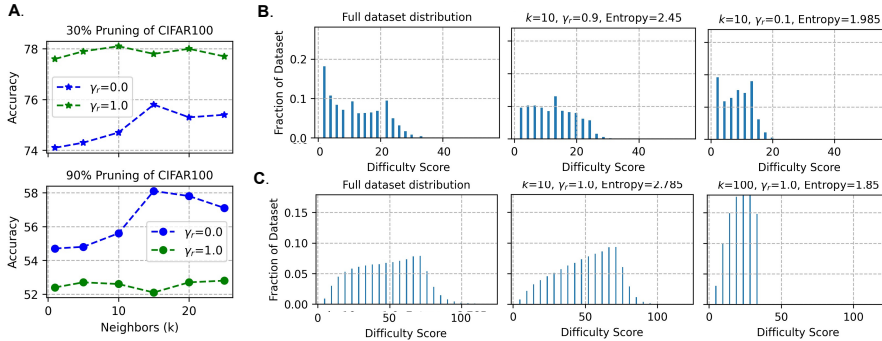 A.
30% Pruning of CIFAR100
Accuracy
78
76
74
γr=0.0
γr=1.0
90% Pruning of CIFAR100
Accuracy
58
56
54
52
γr=0.0
γr=1.0
0 10 20
Neighbors (k)
B.
Full dataset distribution
Fraction of Dataset
0.2
0.1
0.0
0 20 40
Difficulty Score
k=10, γr=0.9, Entropy=2.45
0 20 40
Difficulty Score
k=10, γr=0.1, Entropy=1.985
0 20 40
Difficulty Score
C.
Full dataset distribution
Fraction of Dataset
0.15
0.10
0.05
0.00
0 50 100
Difficulty Score
k=10, γr=1.0, Entropy=2.785
0 50 100
Difficulty Score
k=100, γr=1.0, Entropy=1.85
0 50 100
Difficulty Score